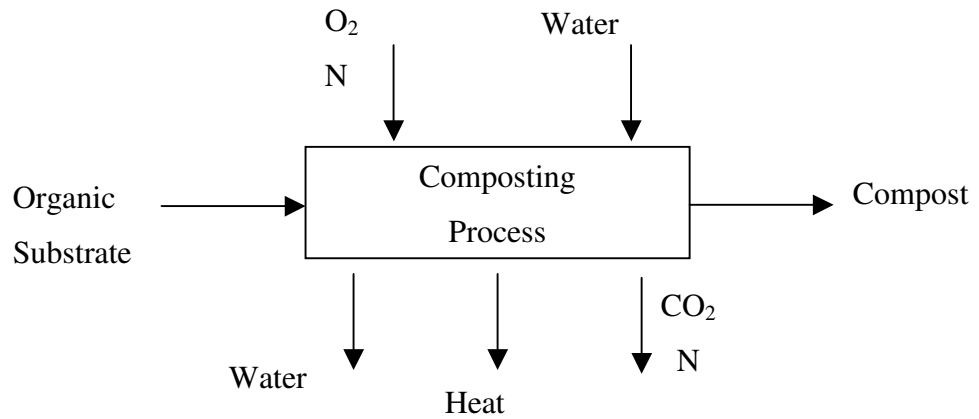 O₂
N
Water
Composting
Process
Organic
Substrate
Compost
Water
Heat
CO₂
N